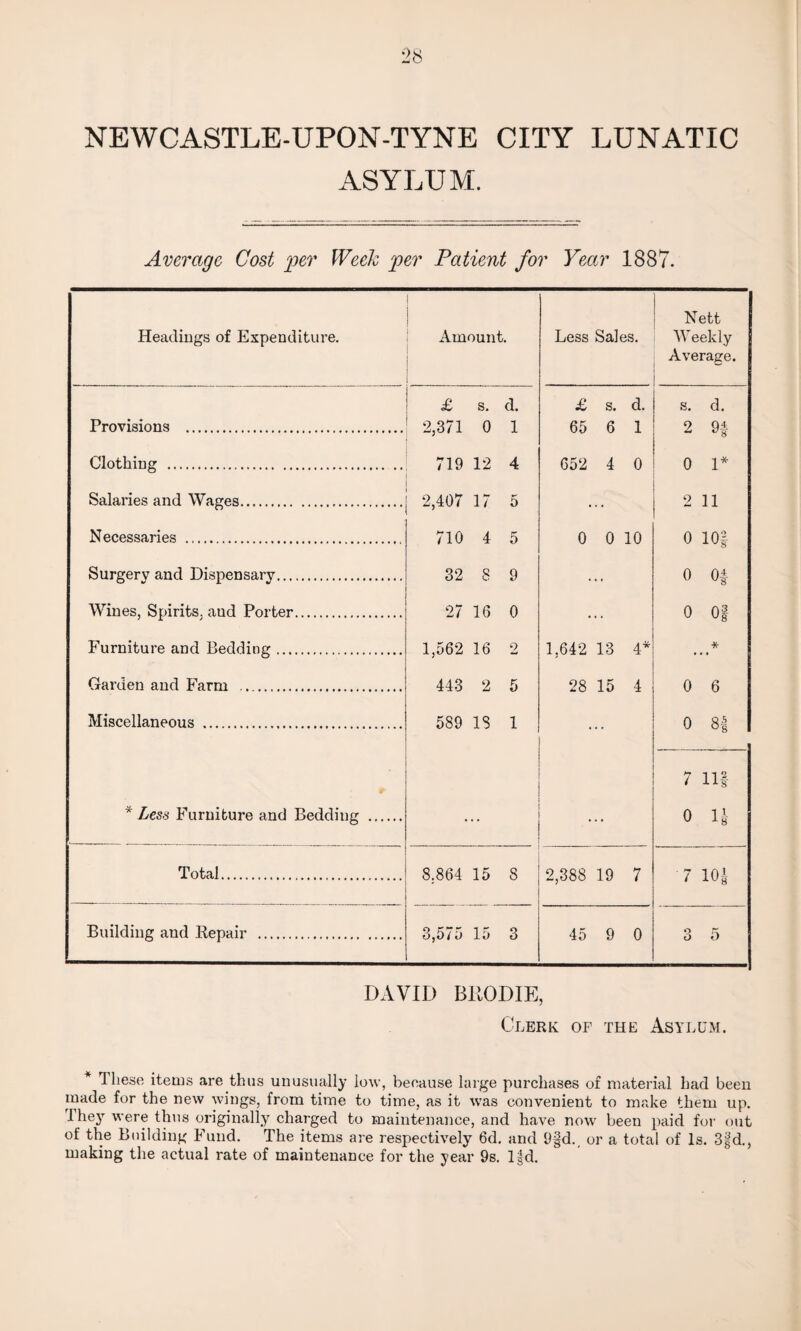 28
NEWCASTLE-UPON-TYNE CITY LUNATIC
ASYLUM.
Average Cost per Week per Patient for Year 1887.
Headings of Expenditure. Amount. Less Sales. Nett Weekly Average.
£ s. d. £ s. d. s. d.
Provisions ........ 2,371 0 1 65 6 1 2 9⅘
Clothing ........ 719 12 4 652 4 0 0 1*
Salaries and Wages........ 2,407 17 5 ... 2 11
Necessaries ........ 710 4 5 0 0 10 0 10⅜
Surgery and Dispensary........ 32 8 9 ... 0 0 4/8
Wines, Spirits, and Porter........ 27 16 0 ... 0 0⅜
Furniture and Bedding ........ 1,562 16 2 1,642 13 4* ...*
Garden and Farm ........ 443 2 5 28 15 4 0 6
Miscellaneous ........ 589 18 1 ... 0 8⅝
7 11⅜
* Less Furniture and Bedding ...... ... ... 0 1⅛
Total........ 8,864 15 8 2,388 19 7 7 10⅛
Building and Repair ........ 3,575 15 3 45 9 0 3 5
DAVID BRODIE,
CLERK OF THE ASYLUM.
* These items are thus unusually low, because large purchases of material had been
made for the new wings, from time to time, as it was convenient to make them up.
They were thus originally charged to maintenance, and have now been paid for out
of the Building Fund. The items are respectively 6d. and 9⅜d., or a total of 1s. 3⅜d.,
making the actual rate of maintenance for the year 9s. 1 4/8d.